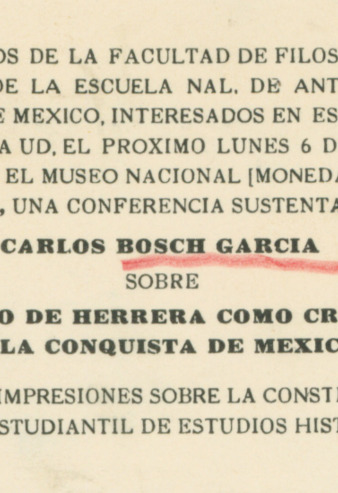 OS DE LA FACULTAD DE FILOS
DE LA ESCUELA NAL. DE ANT
E MEXICO, INTERESADOS EN ES
A UD, EL PROXIMO LUNES 6 D
EL MUSEO NACIONAL (MONEDA
, UNA CONFERENCIA SUSTENTA
CARLOS BOSCH GARCIA
SOBRE
O DE HERRERA COMO CR
LA CONQUISTA DE MEXIC
IMPRESIONES SOBRE LA CONSTI
STUDIANTIL DE ESTUDIOS HIST